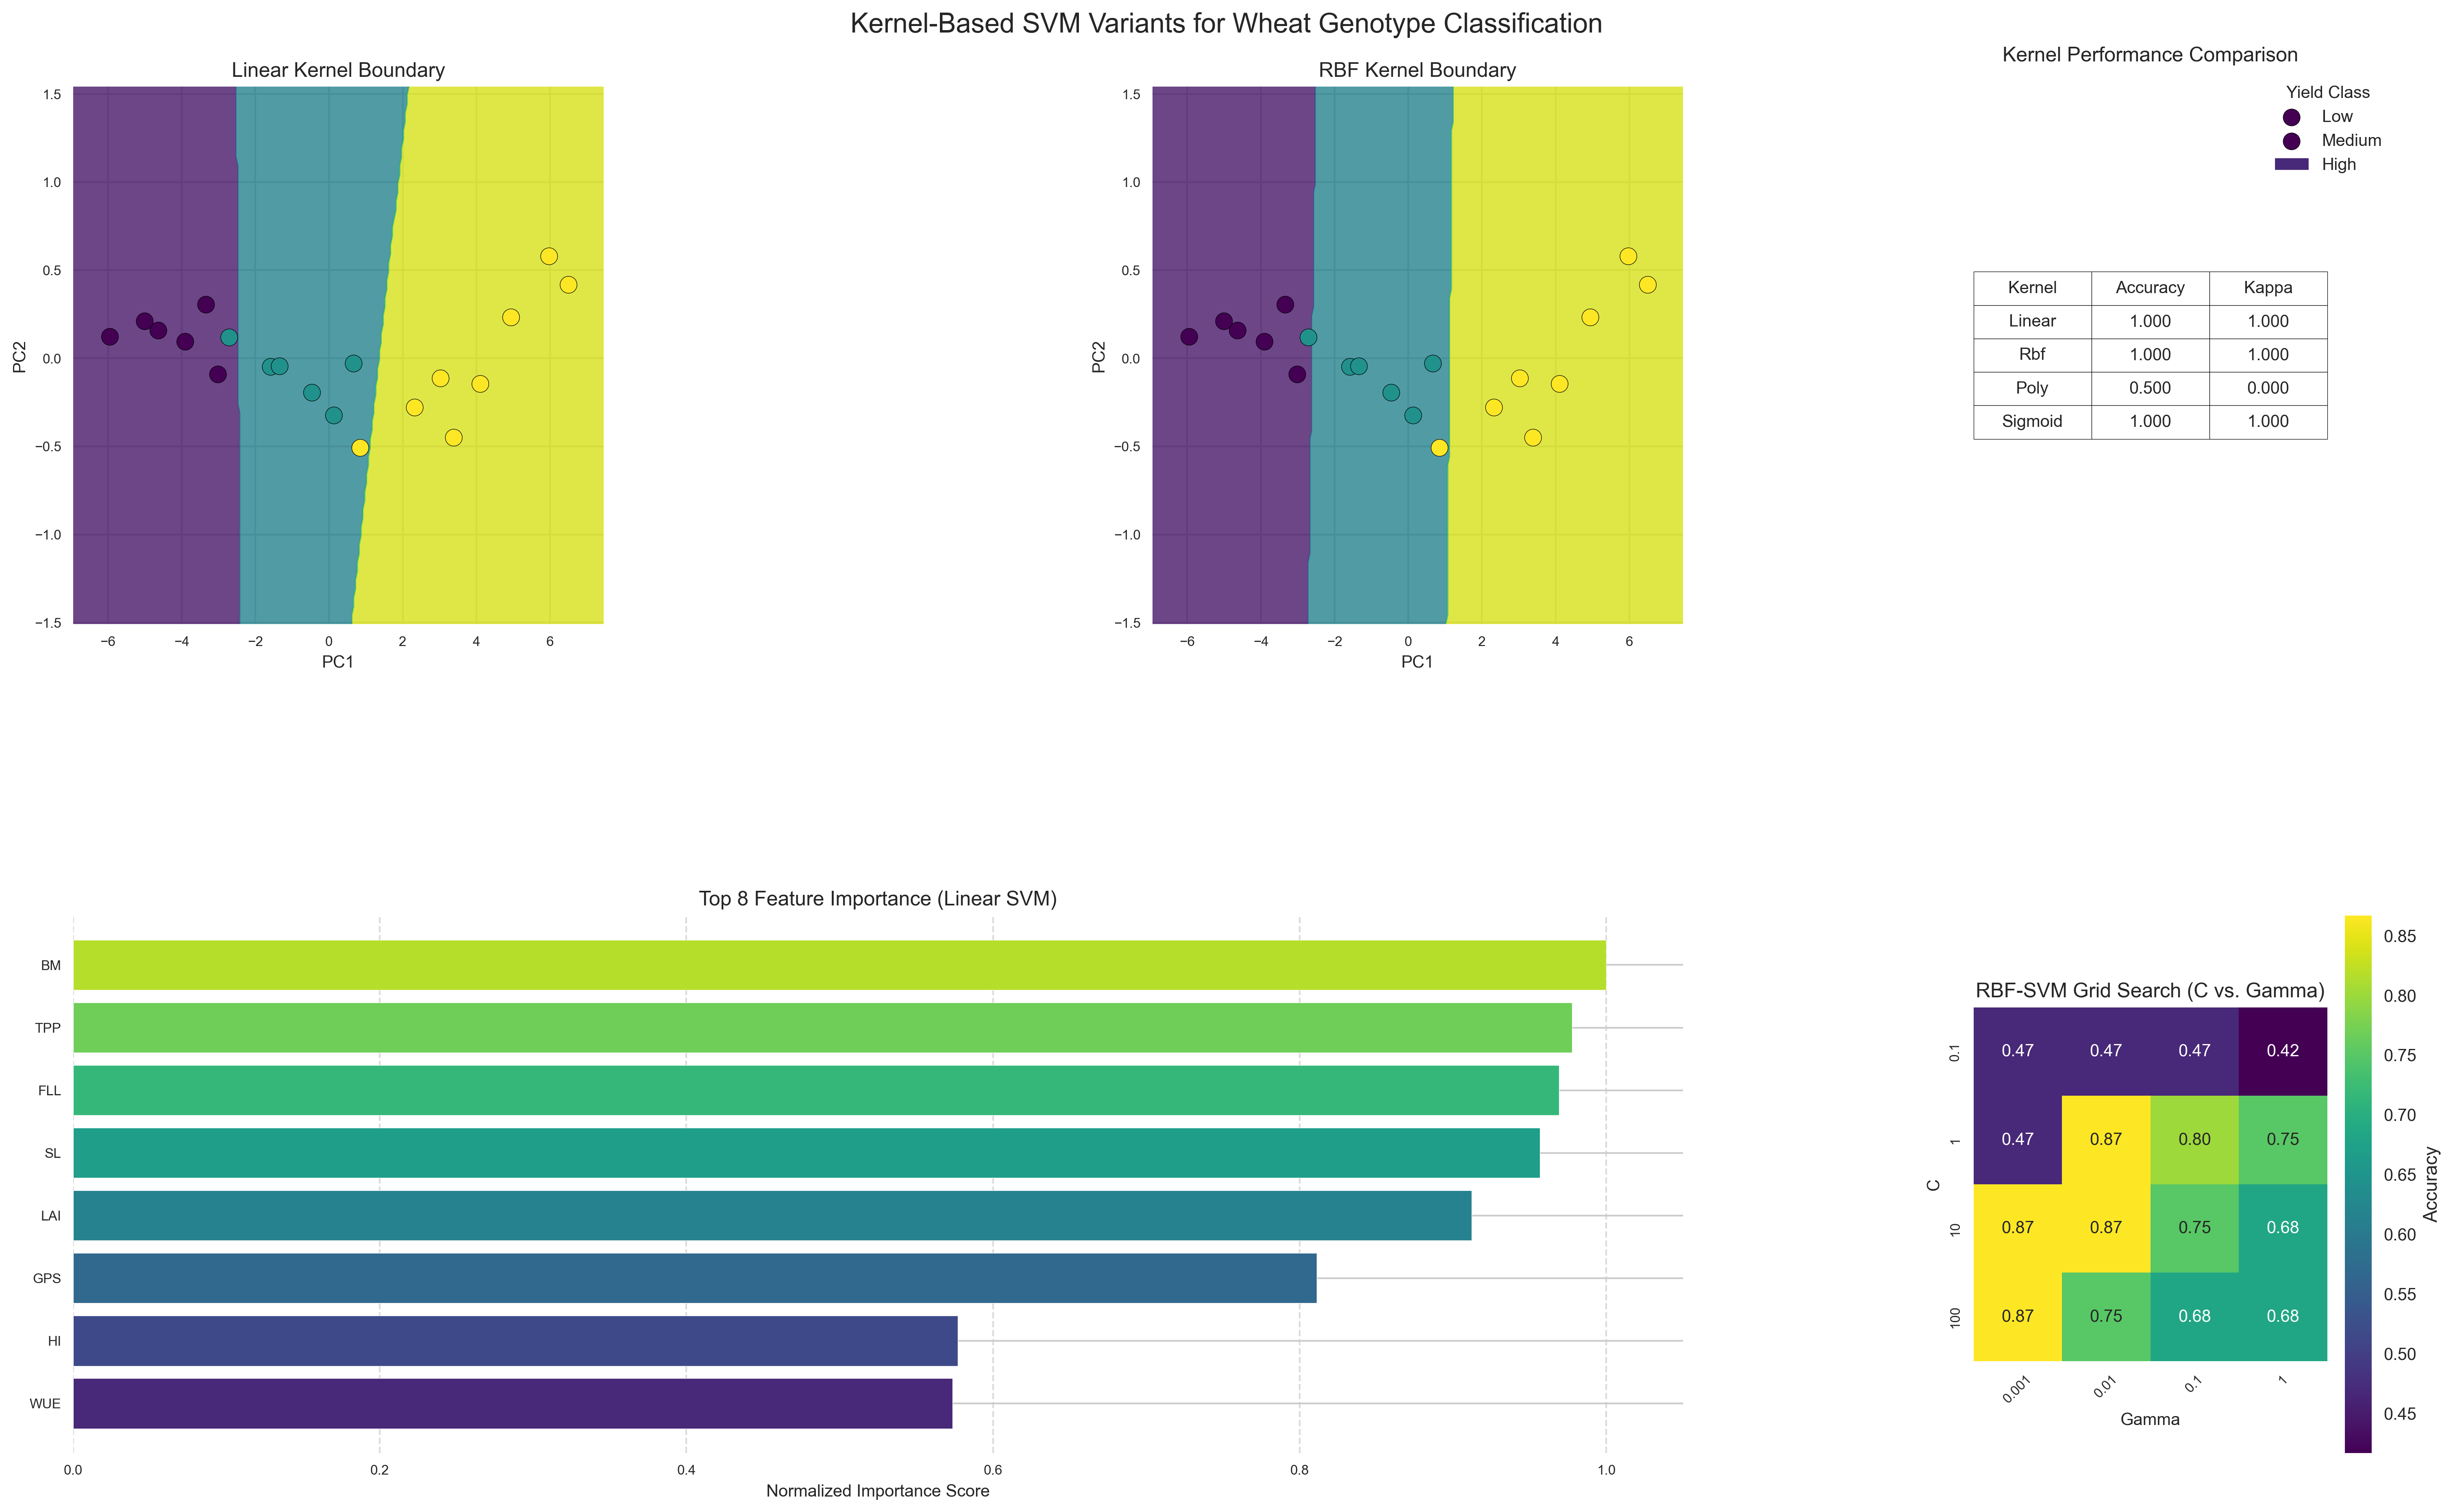 Kernel-Based SVM Variants for Wheat Genotype Classification
Linear Kernel Boundary
1.5
1.0
0.5
0.0
−0.5
−1.0
−1.5
PC2
−6 −4 −2 0 2 4 6
PC1
RBF Kernel Boundary
1.5
1.0
0.5
0.0
−0.5
−1.0
−1.5
PC2
−6 −4 −2 0 2 4 6
PC1
Kernel Performance Comparison
Yield Class
Low
Medium
High
Kernel Accuracy Kappa
Linear 1.000 1.000
Rbf 1.000 1.000
Poly 0.500 0.000
Sigmoid 1.000 1.000
Top 8 Feature Importance (Linear SVM)
BM
TPP
FLL
SL
LAI
GPS
HI
WUE
0.0 0.2 0.4 0.6 0.8 1.0
Normalized Importance Score
RBF-SVM Grid Search (C vs. Gamma)
0.1 0.47 0.47 0.47 0.42
1 0.47 0.87 0.80 0.75
10 0.87 0.87 0.75 0.68
100 0.87 0.75 0.68 0.68
C
0.001 0.01 0.1 1
Gamma
0.85
0.80
0.75
0.70
0.65
0.60
0.55
0.50
0.45
Accuracy